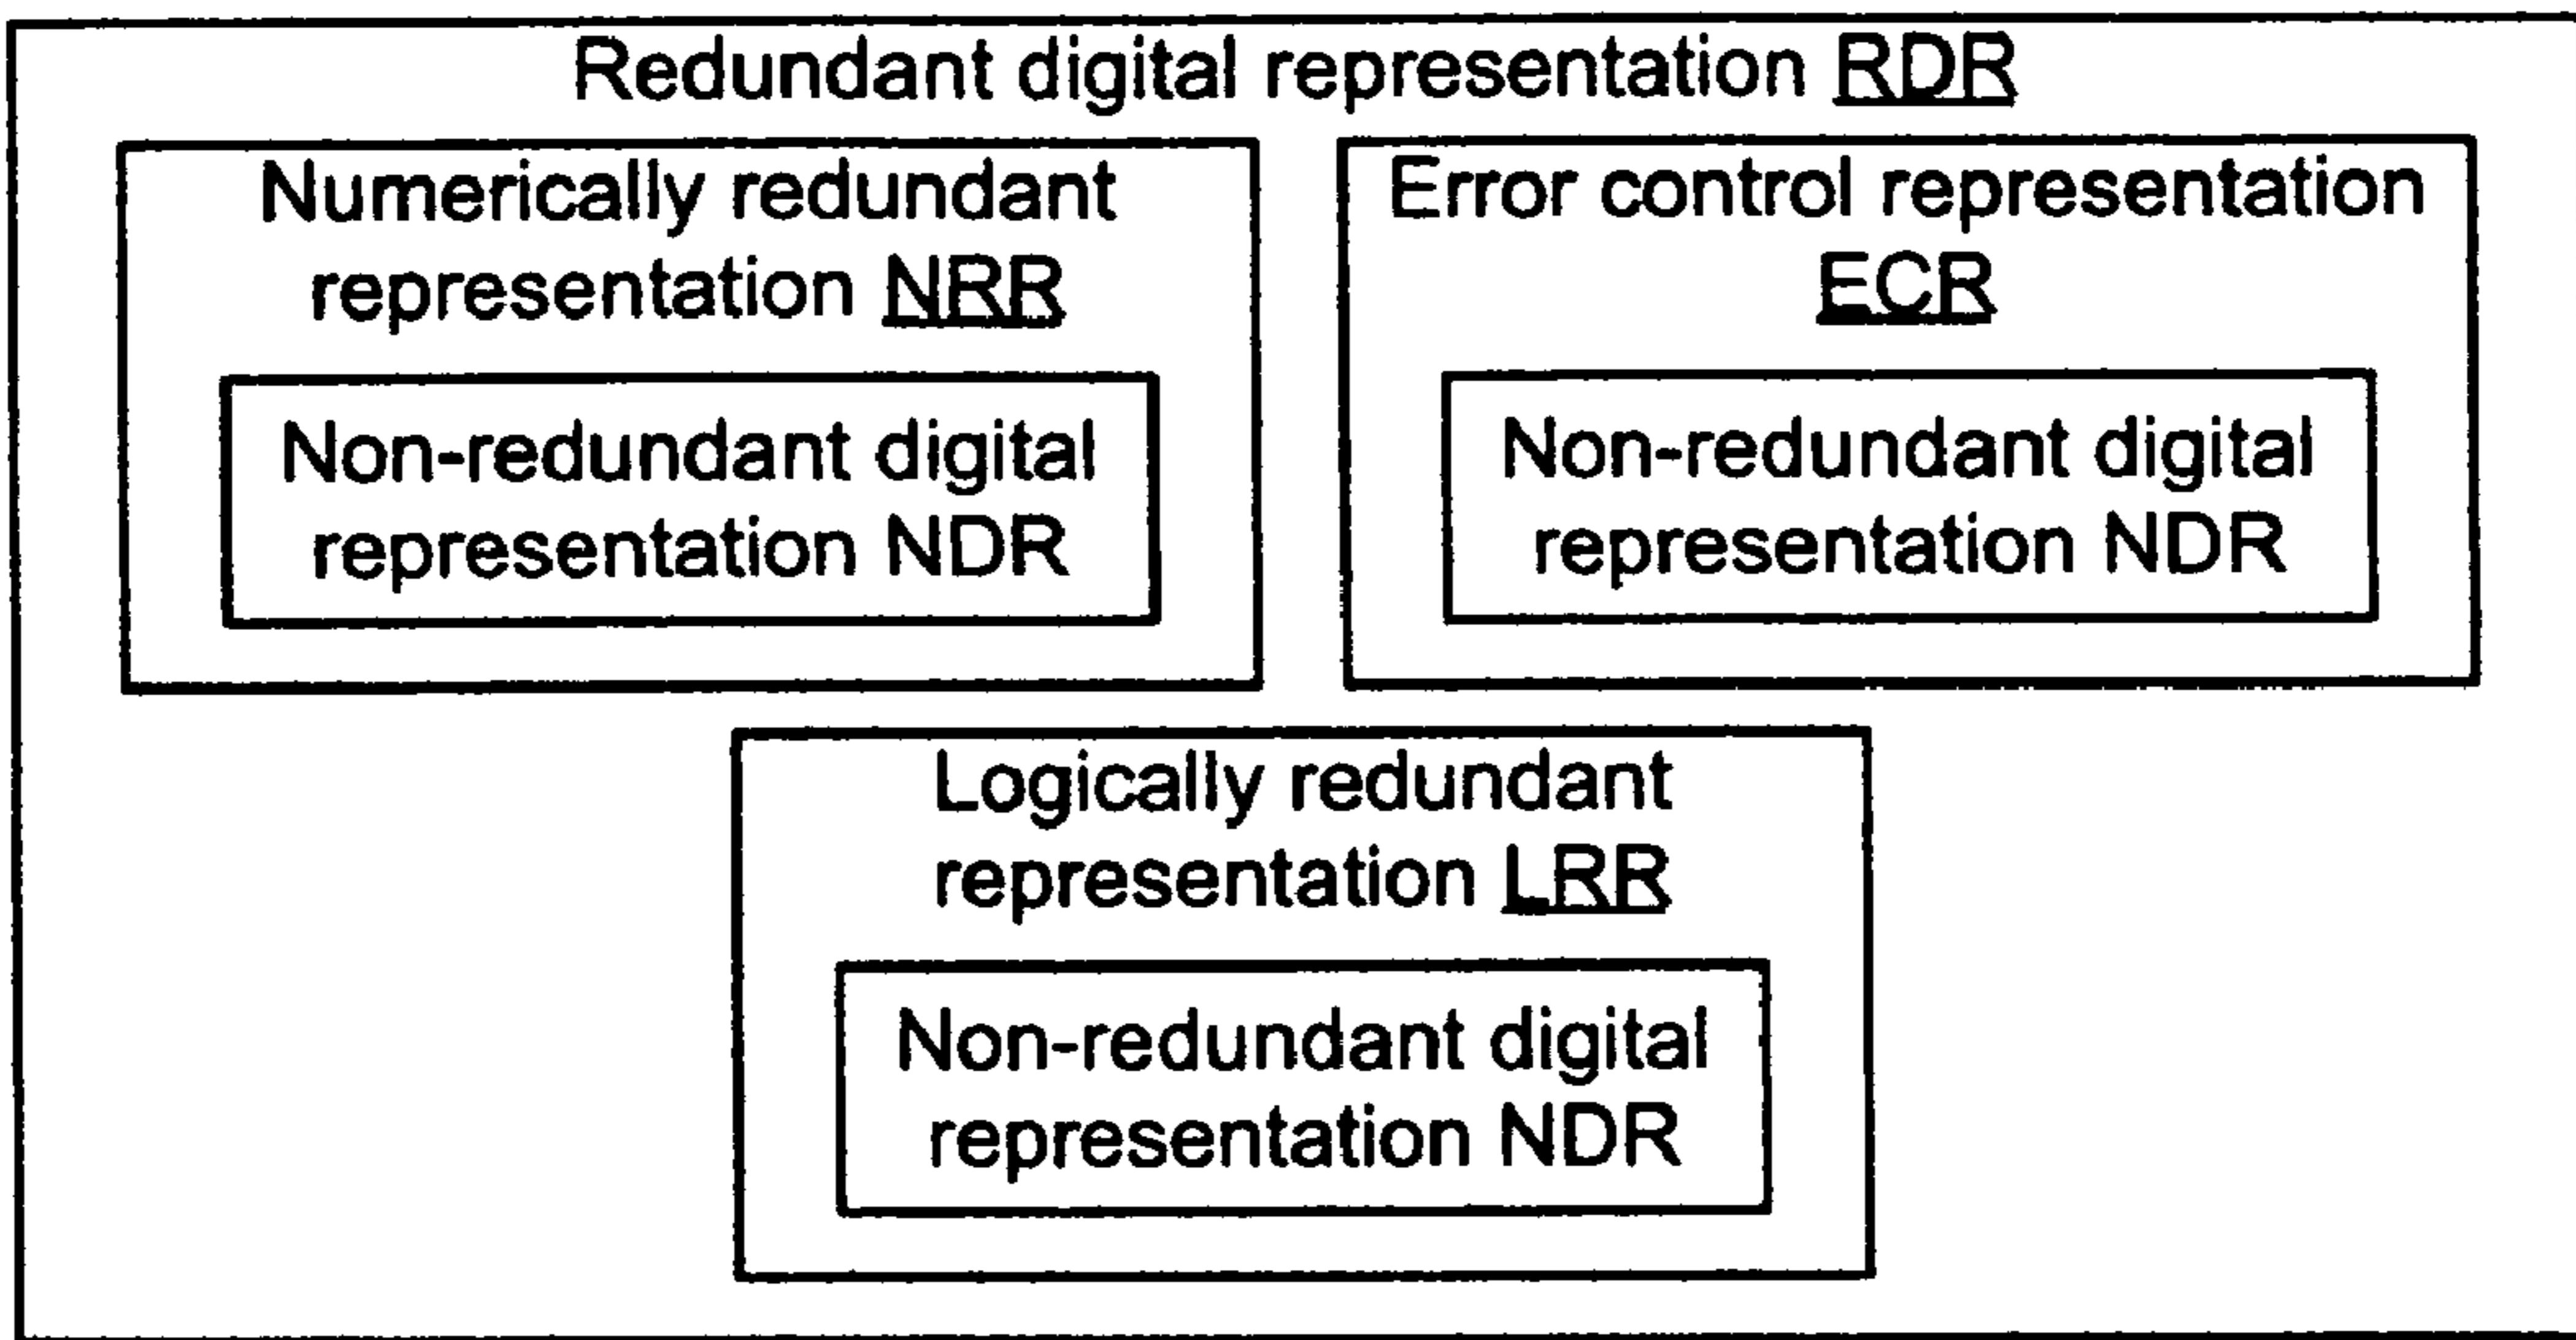 Redundant digital representation RDR
Numerically redundant
representation NRR
Non-redundant digital
representation NDR
Error control representation
ECR
Non-redundant digital
representation NDR
Logically redundant
representation LRR
Non-redundant digital
representation NDR